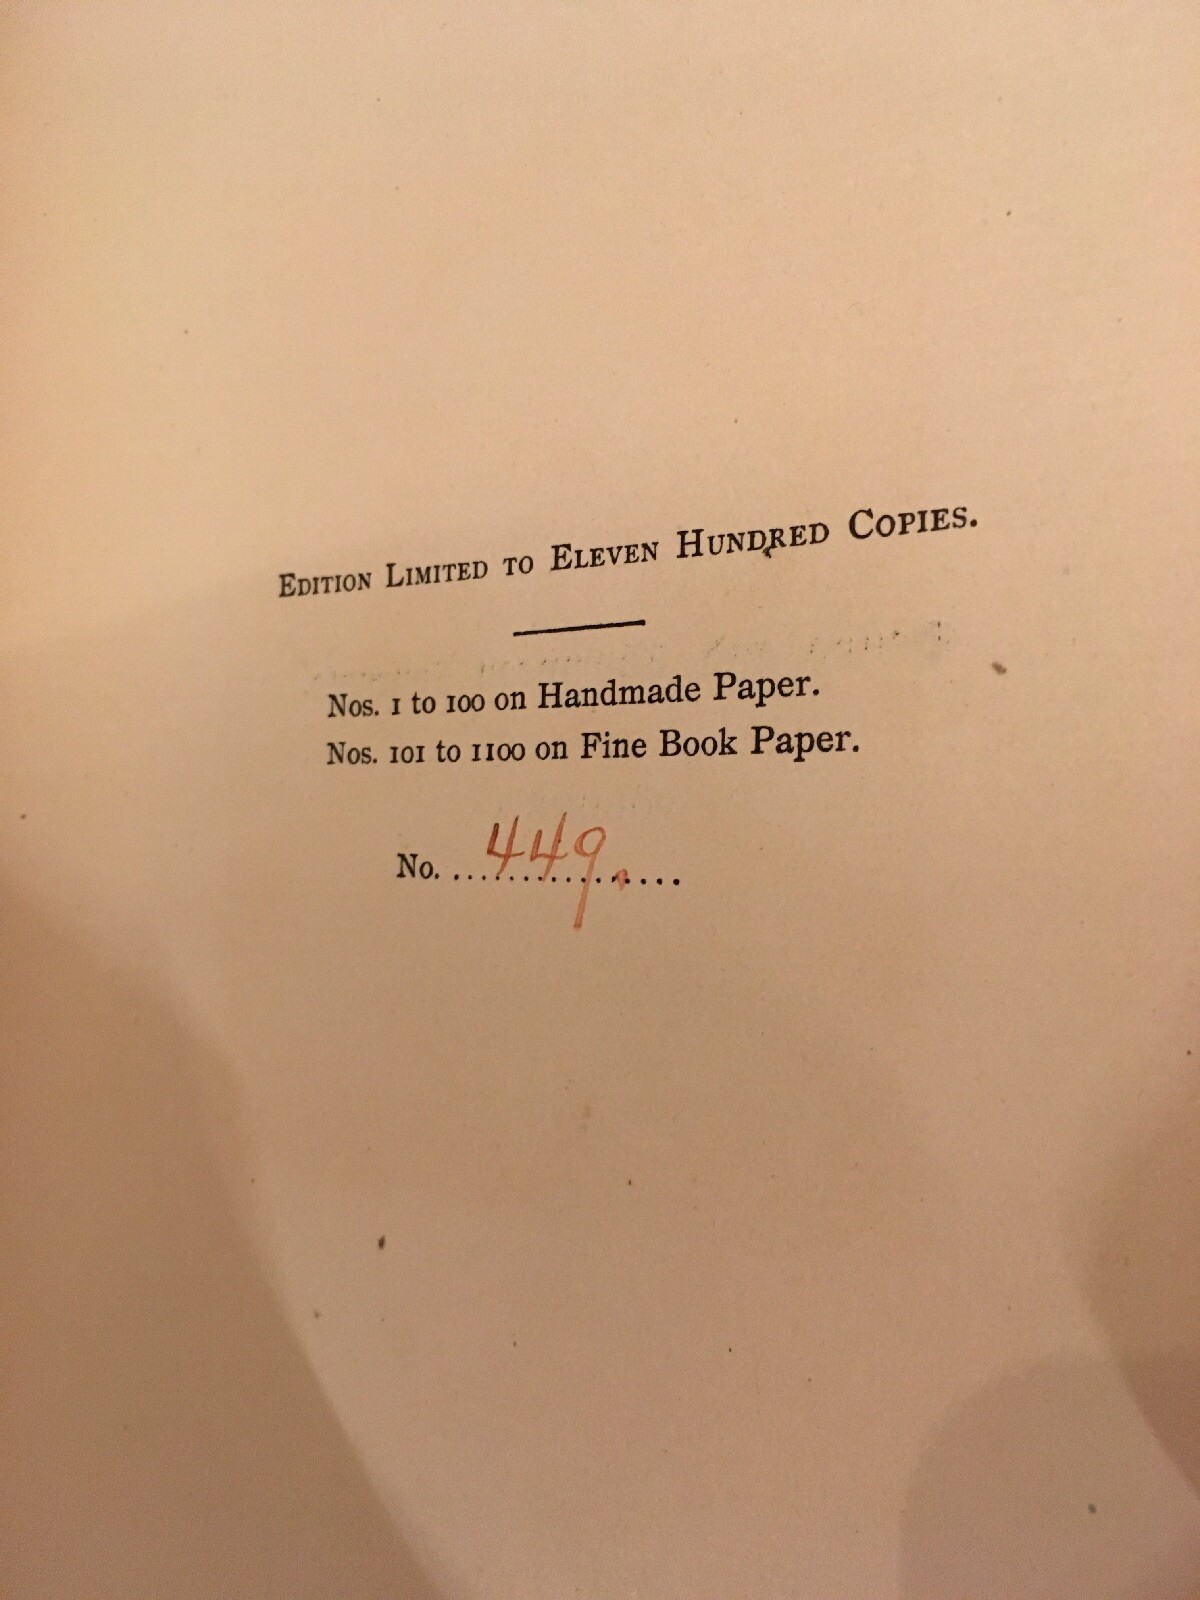 Edition Limited to Eleven Hundred Copies.
Nos. 1 to 100 on Handmade Paper.
Nos. 101 to 1100 on Fine Book Paper.
No. ....449.....